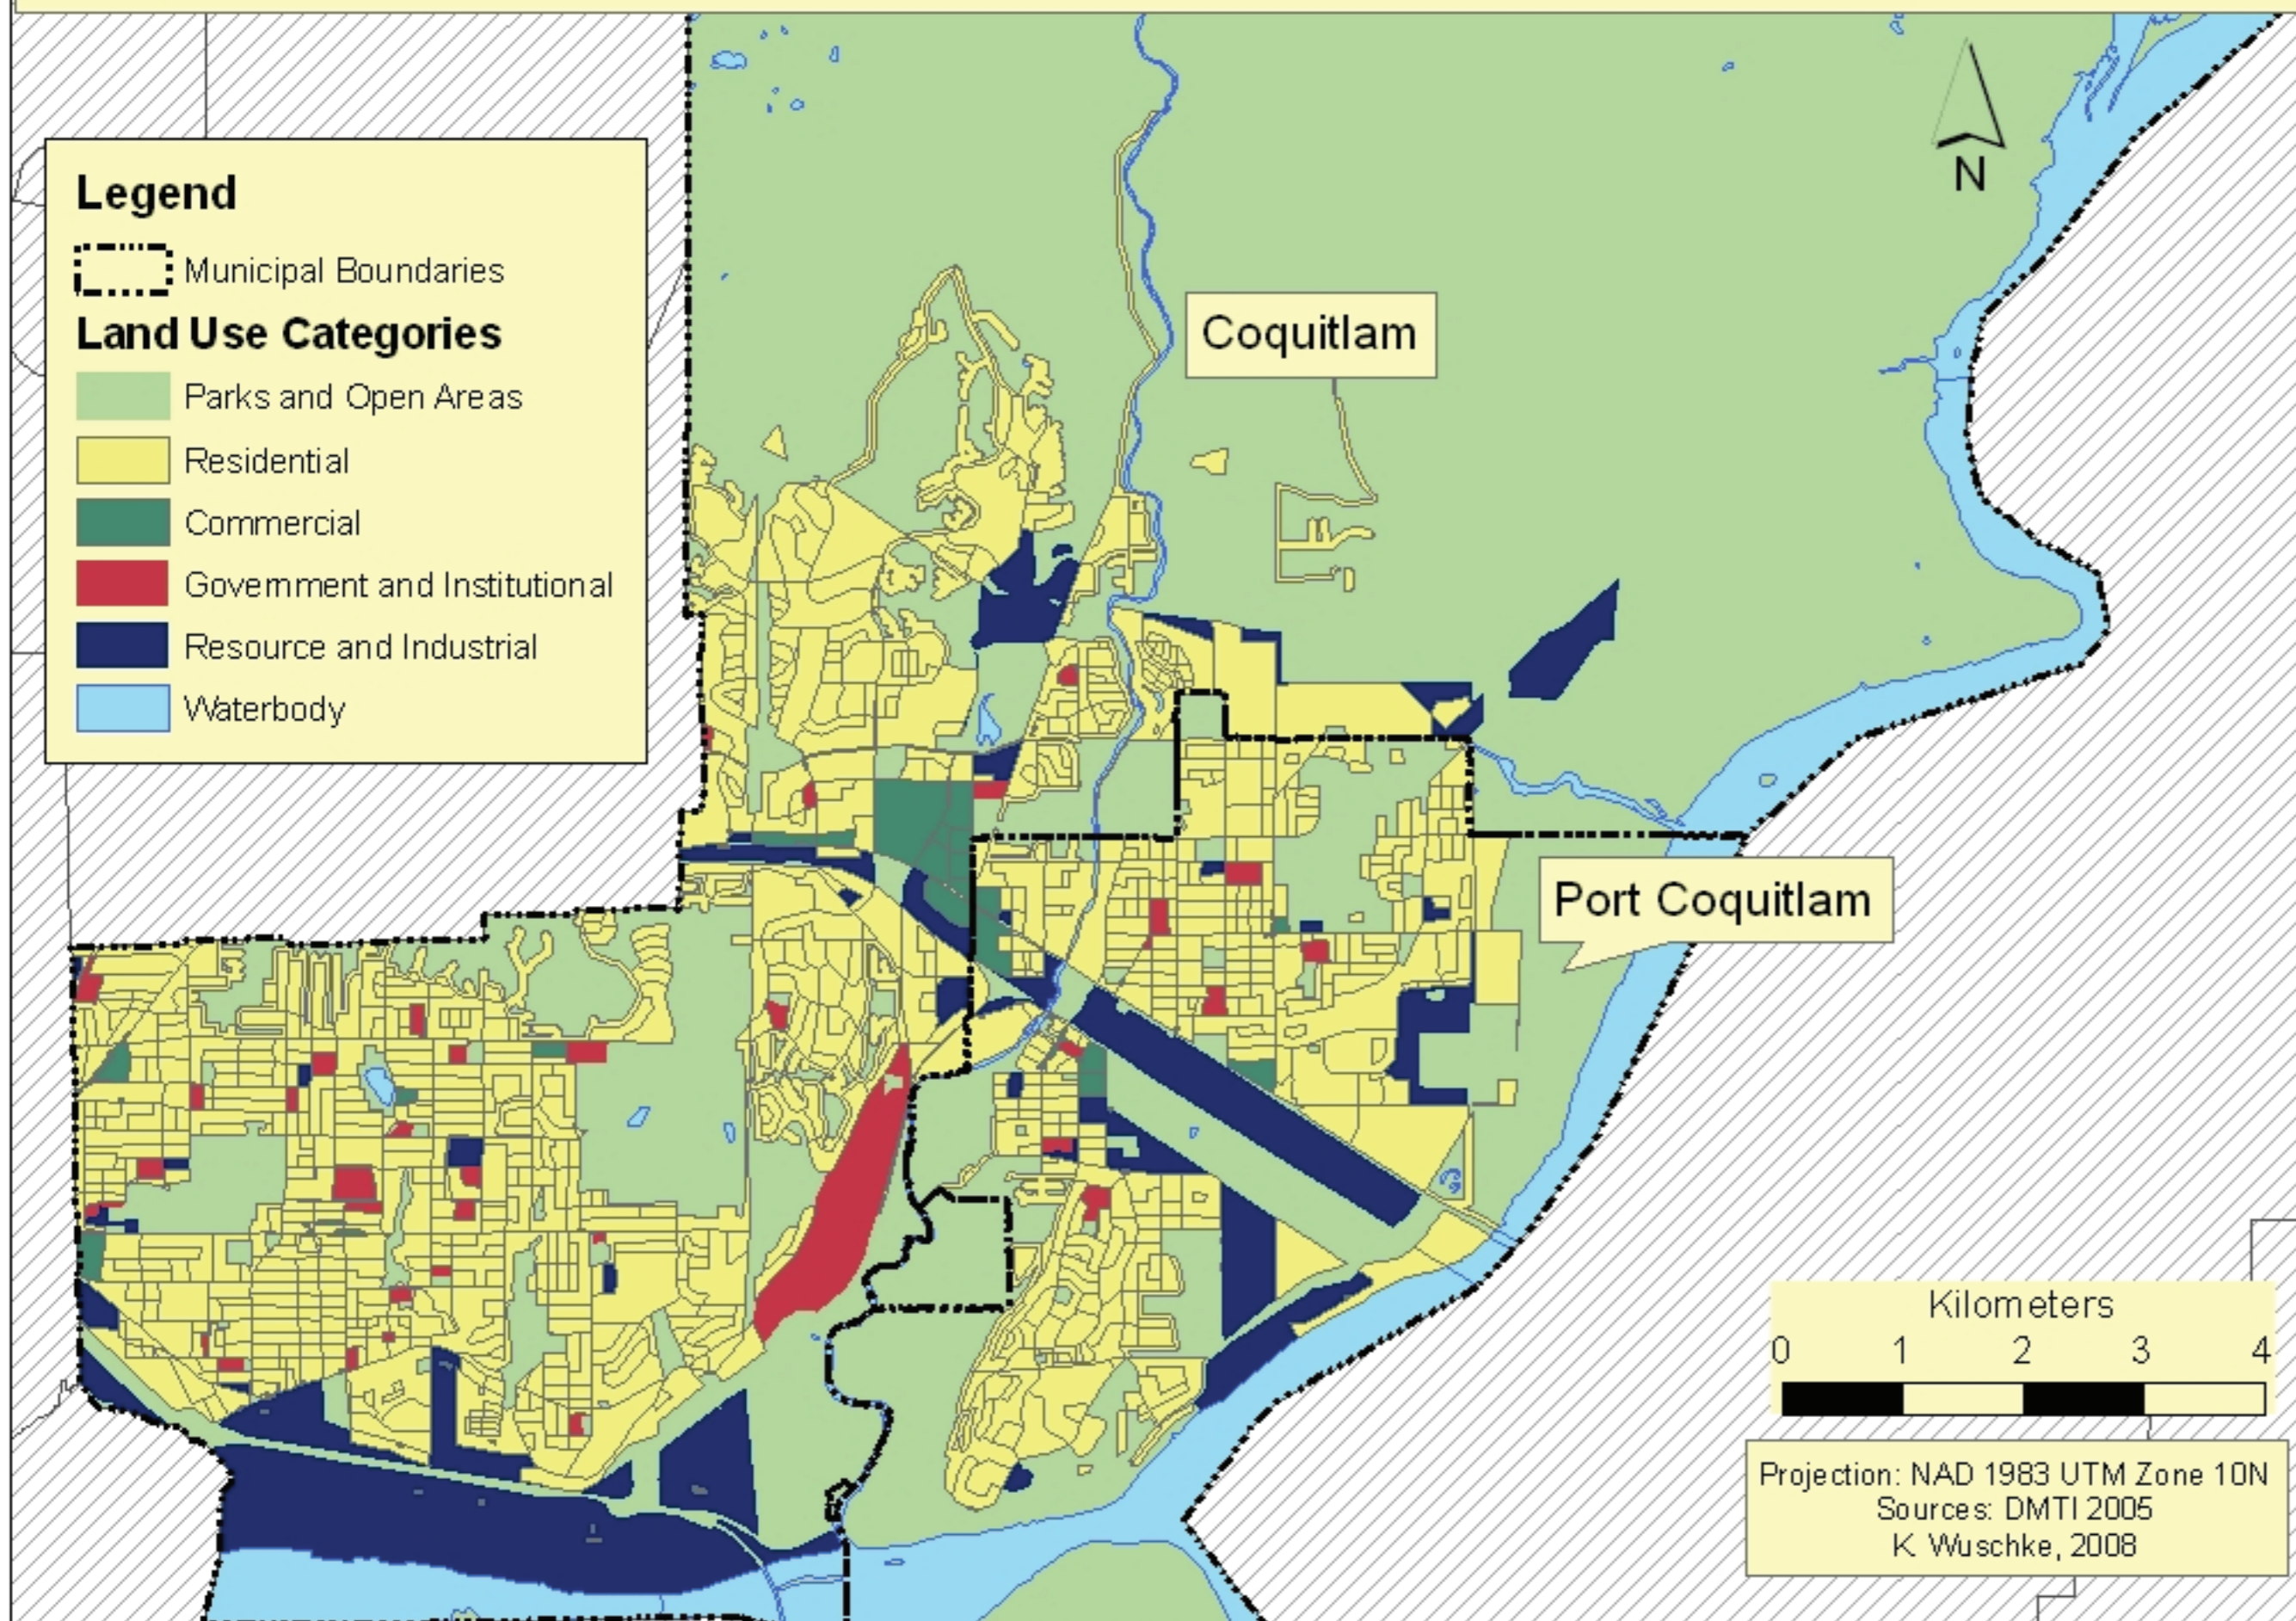 Legend
Municipal Boundaries
Land Use Categories
Parks and Open Areas
Residential
Commercial
Government and Institutional
Resource and Industrial
Waterbody
N
Coquitlam
Port Coquitlam
Kilometers
0 1 2 3 4
Projection: NAD 1983 UTM Zone 10N
Sources: DMTI 2005
K. Wuschke, 2008